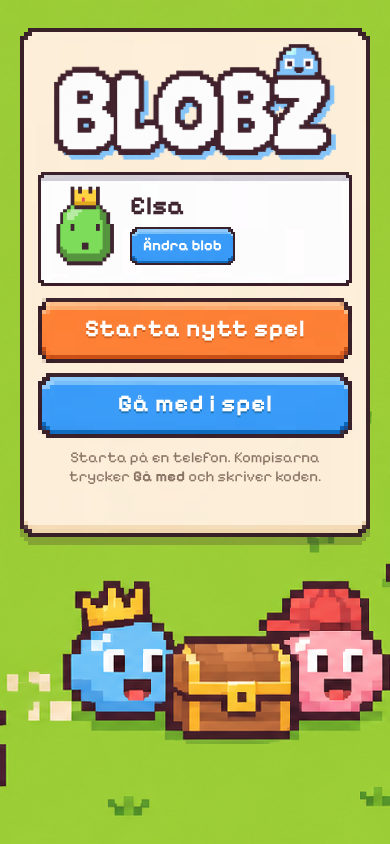 BLOBZ
Elsa
Ändra blob
Starta nytt spel
Gå med i spel
Starta på en telefon. Kompisarna
trycker Gå med och skriver koden.